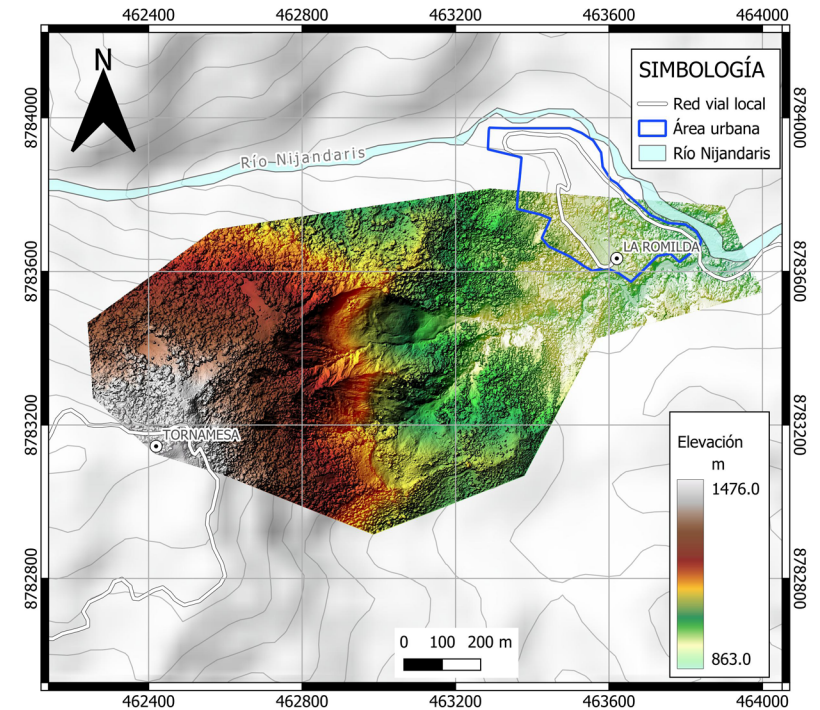 462400 462800 463200 463600 464000
N
SIMBOLOGÍA
Red vial local
Área urbana
Río Nijandaris
8784000
8784000
Río Nijandaris
LA ROMILDA
8783600
8783600
TORNAMESA
8783200
8783200
Elevación
m
1476.0
863.0
8782800
8782800
0 100 200 m
462400 462800 463200 463600 464000